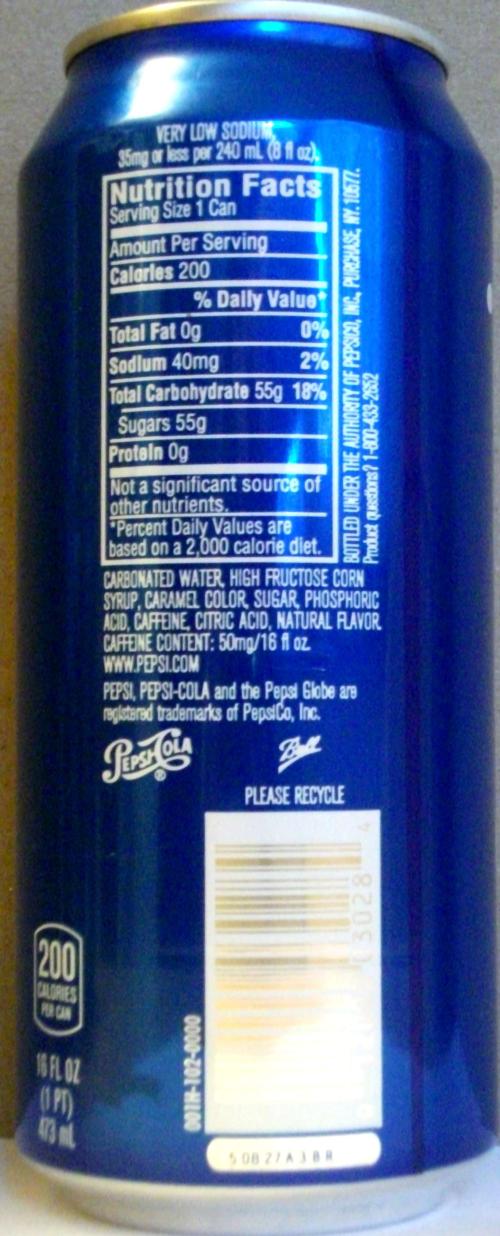 VERY LOW SODIUM,
35mg or less per 240 mL (8 fl oz).
Nutrition Facts
Serving Size 1 Can
Amount Per Serving
Calories 200
% Daily Value*
Total Fat 0g 0%
Sodium 40mg 2%
Total Carbohydrate 55g 18%
Sugars 55g
Protein 0g
Not a significant source of
other nutrients.
*Percent Daily Values are
based on a 2,000 calorie diet.
BOTTLED UNDER THE AUTHORITY OF PEPSICO, INC., PURCHASE, NY. 10577.
Product questions? 1-800-433-2652
CARBONATED WATER, HIGH FRUCTOSE CORN
SYRUP, CARAMEL COLOR, SUGAR, PHOSPHORIC
ACID, CAFFEINE, CITRIC ACID, NATURAL FLAVOR.
CAFFEINE CONTENT: 50mg/16 fl oz.
WWW.PEPSI.COM
PEPSI, PEPSI-COLA and the Pepsi Globe are
registered trademarks of PepsiCo, Inc.
PEPSI-COLA®
Ball
PLEASE RECYCLE
200
CALORIES
PER CAN
16 FL OZ
(1 PT)
473 mL
001H-102-0000
03028
4
50B27A3BR